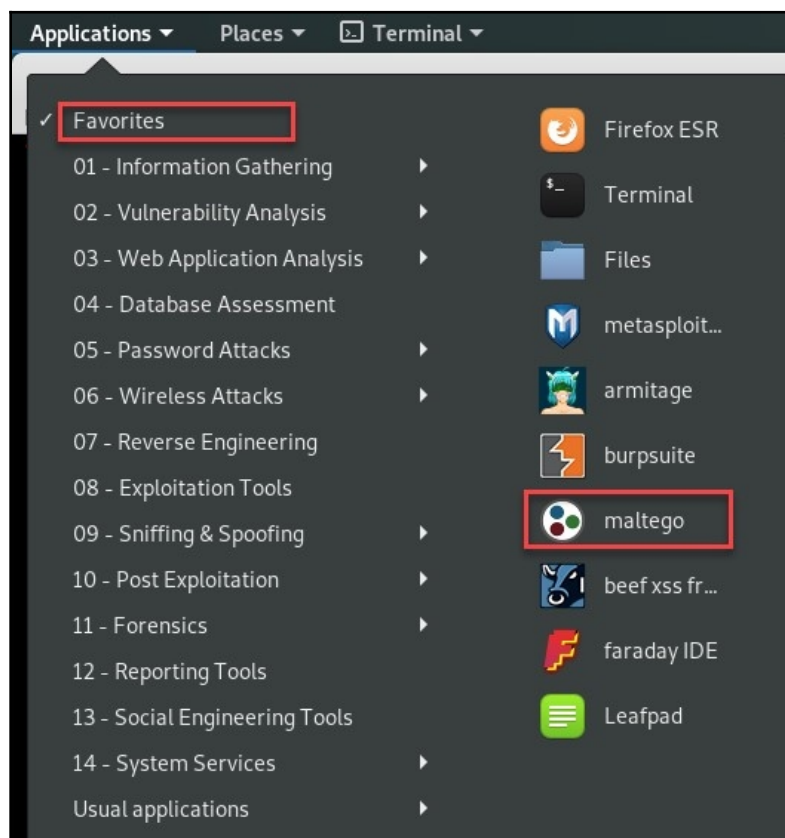 Applications Places Terminal
Favorites
01 - Information Gathering
02 - Vulnerability Analysis
03 - Web Application Analysis
04 - Database Assessment
05 - Password Attacks
06 - Wireless Attacks
07 - Reverse Engineering
08 - Exploitation Tools
09 - Sniffing & Spoofing
10 - Post Exploitation
11 - Forensics
12 - Reporting Tools
13 - Social Engineering Tools
14 - System Services
Usual applications
Firefox ESR
$_
Terminal
Files
M
metasploit...
armitage
burpsuite
maltego
beef xss fr...
faraday IDE
Leafpad